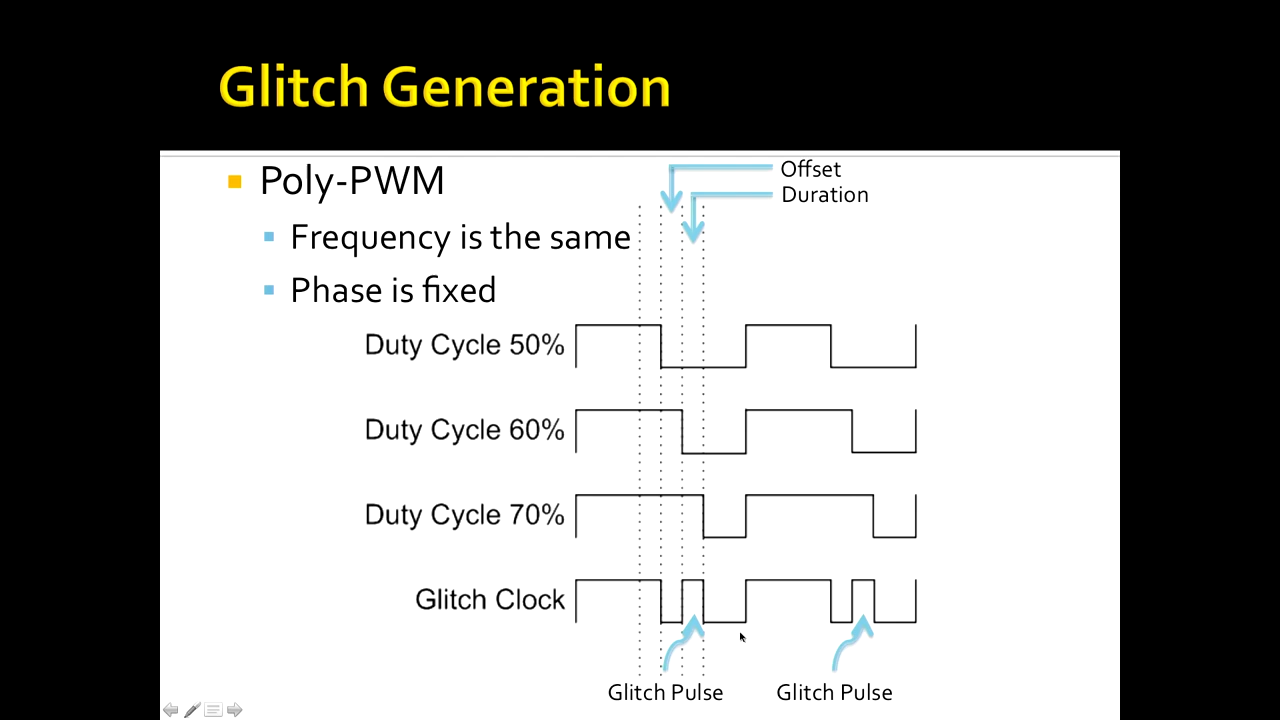 Glitch Generation
Poly-PWM
Offset
Duration
Frequency is the same
Phase is fixed
Duty Cycle 50%
Duty Cycle 60%
Duty Cycle 70%
Glitch Clock
Glitch Pulse
Glitch Pulse